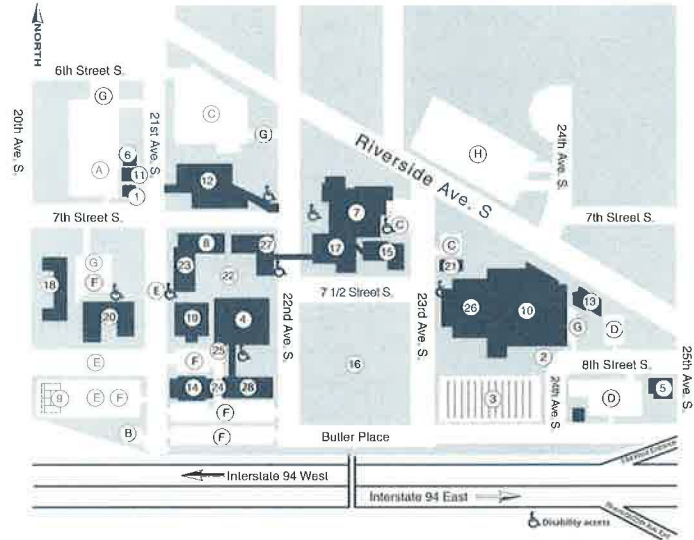 NORTH
6th Street S.
20th Ave. S.
21st Ave. S.
G
C
G
A
6
11
1
12
Riverside Ave. S
H
24th Ave. S.
7th Street S.
7
C
7th Street S.
8
27
17
15
C
21
G
F
18
20
E
23
22
22nd Ave. S.
7 1/2 Street S.
23rd Ave. S.
26
10
13
G
D
19
4
25
F
E
16
2
8th Street S.
25th Ave. S.
9
E
F
14
24
28
3
24th Ave. S.
D
5
B
F
F
Butler Place
Interstate 94 West
Interstate 94 East
Disability access